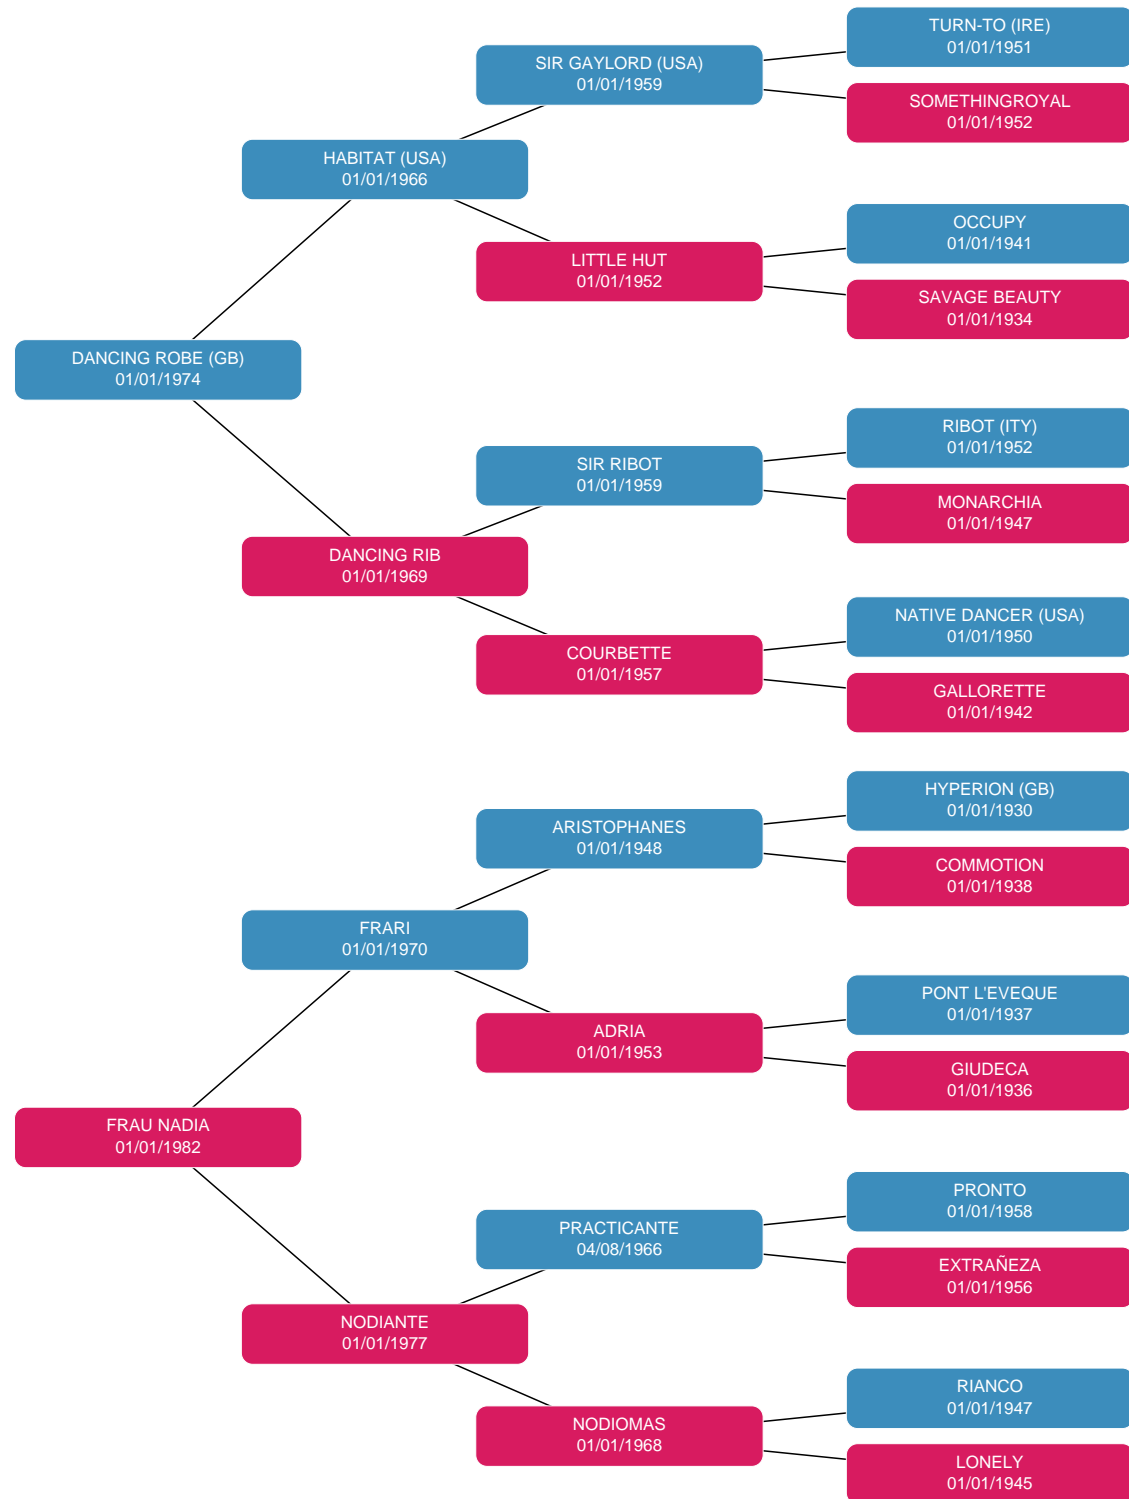 TURN-TO (IRE)
01/01/1951
SIR GAYLORD (USA)
01/01/1959
SOMETHINGROYAL
01/01/1952
HABITAT (USA)
01/01/1966
OCCUPY
01/01/1941
LITTLE HUT
01/01/1952
SAVAGE BEAUTY
01/01/1934
DANCING ROBE (GB)
01/01/1974
RIBOT (ITY)
01/01/1952
SIR RIBOT
01/01/1959
MONARCHIA
01/01/1947
DANCING RIB
01/01/1969
NATIVE DANCER (USA)
01/01/1950
COURBETTE
01/01/1957
GALLORETTE
01/01/1942
HYPERION (GB)
01/01/1930
ARISTOPHANES
01/01/1948
COMMOTION
01/01/1938
FRARI
01/01/1970
PONT L'EVEQUE
01/01/1937
ADRIA
01/01/1953
GIUDECA
01/01/1936
FRAU NADIA
01/01/1982
PRONTO
01/01/1958
PRACTICANTE
04/08/1966
EXTRAÑEZA
01/01/1956
NODIANTE
01/01/1977
RIANCO
01/01/1947
NODIOMAS
01/01/1968
LONELY
01/01/1945